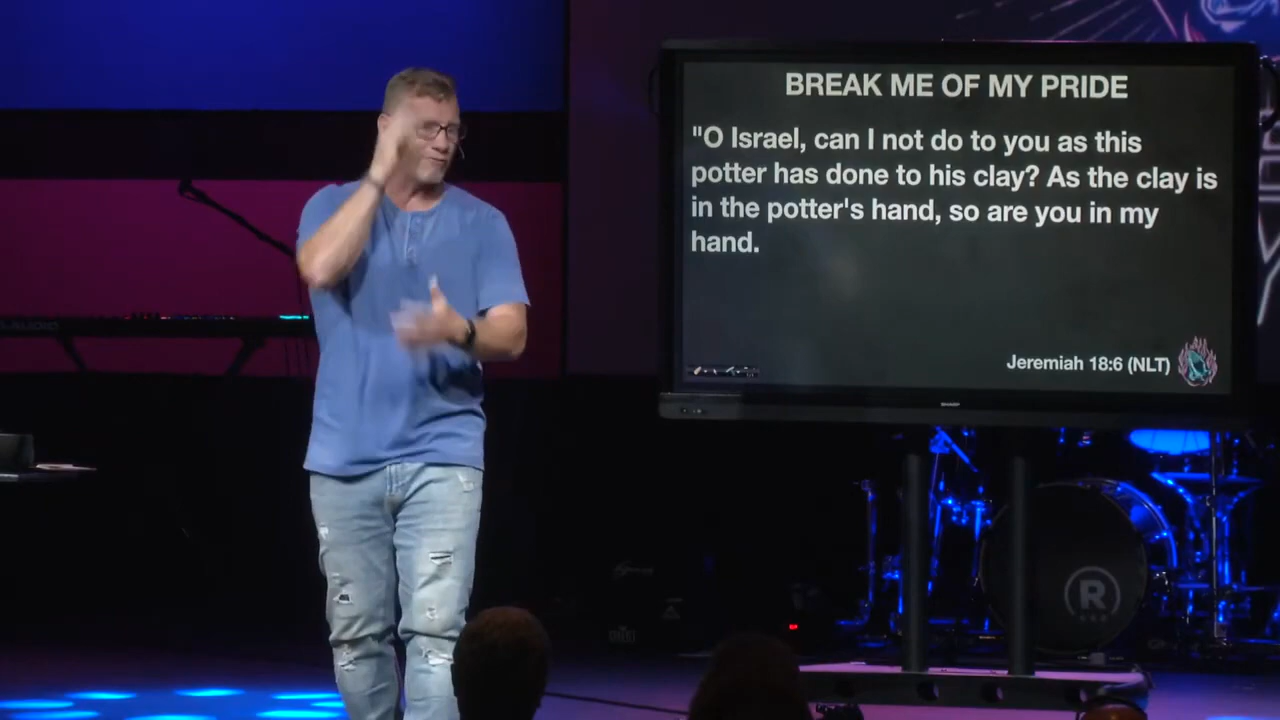 BREAK ME OF MY PRIDE
"O Israel, can I not do to you as this
potter has done to his clay? As the clay is
in the potter's hand, so are you in my
hand.
Jeremiah 18:6 (NLT)
SHARP
R